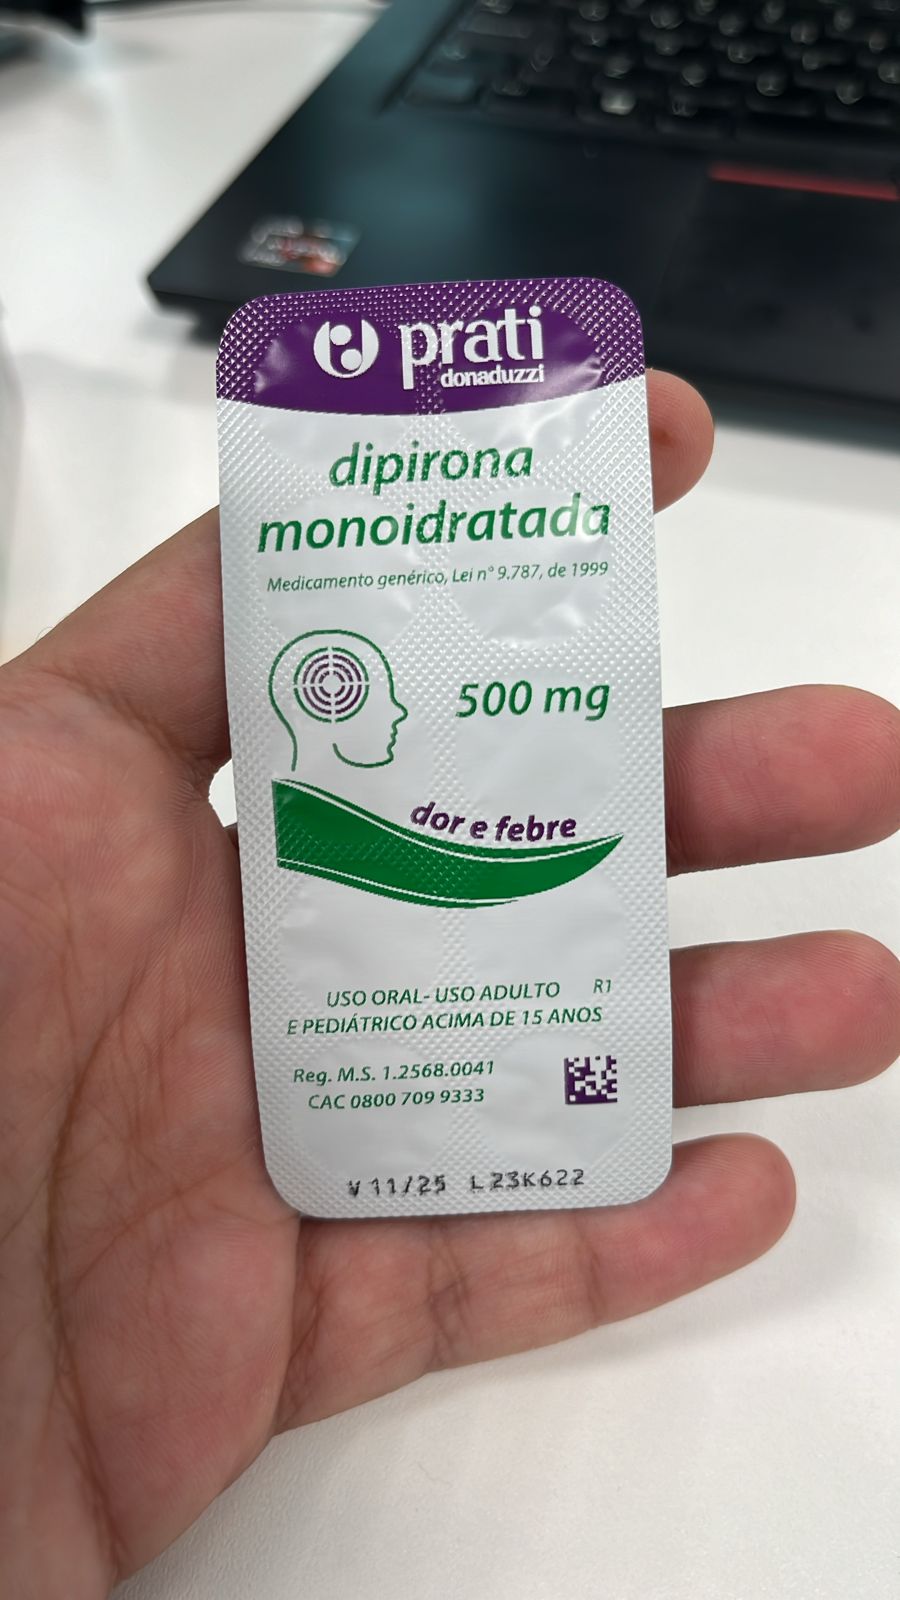 prati
donaduzzi
dipirona
monoidratada
Medicamento genérico, Lei nº 9.787, de 1999
500 mg
dor e febre
USO ORAL- USO ADULTO R1
E PEDIÁTRICO ACIMA DE 15 ANOS
Reg. M.S. 1.2568.0041
CAC 0800 709 9333
V 11/25 L 23K622